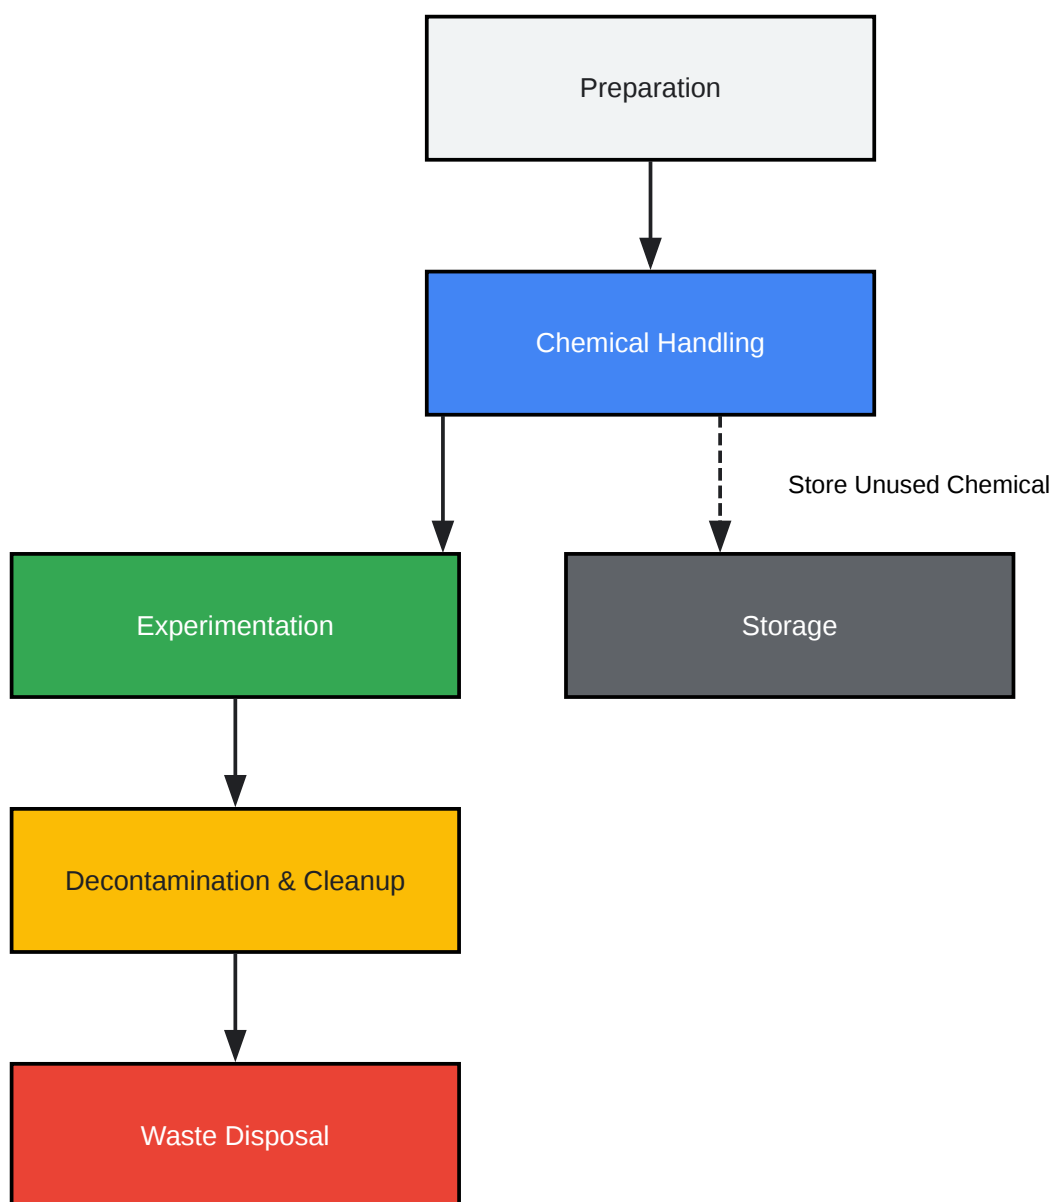 Preparation
Chemical Handling
Store Unused Chemical
Experimentation
Storage
Decontamination & Cleanup
Waste Disposal